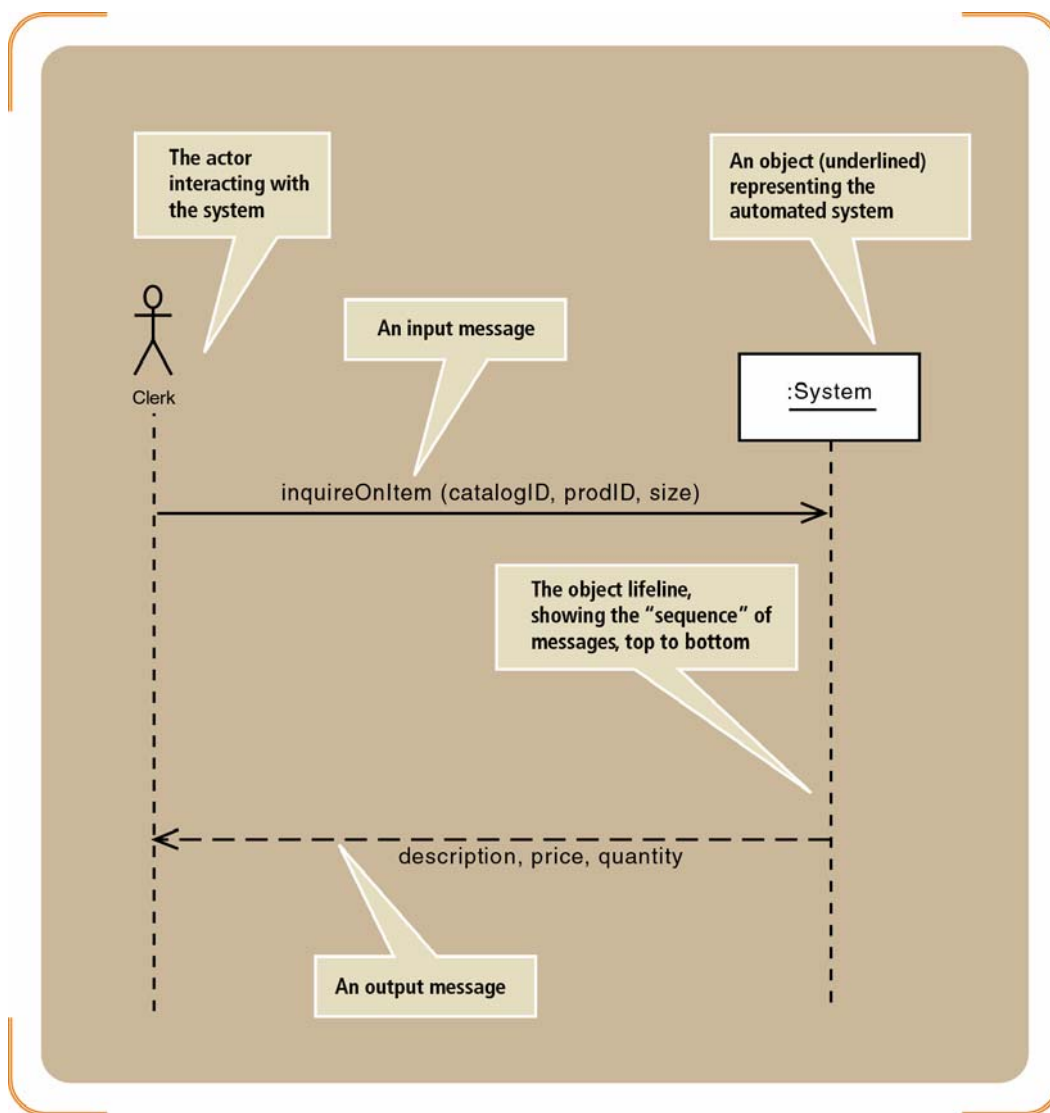 The actor
interacting with
the system
An object (underlined)
representing the
automated system
An input message
Clerk
:System
inquireOnItem (catalogID, prodID, size)
The object lifeline,
showing the “sequence” of
messages, top to bottom
description, price, quantity
An output message